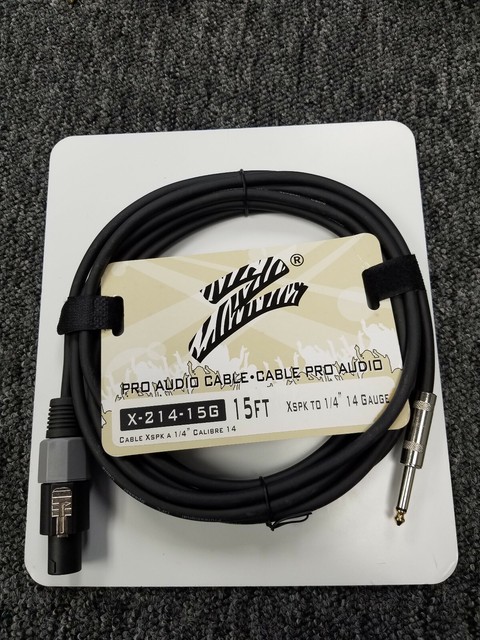 ®
PRO AUDIO CABLE•CABLE PRO AUDIO
X-214-15G 15FT XSPK TO 1/4" 14 GAUGE
CABLE XSPK A 1/4" CALIBRE 14